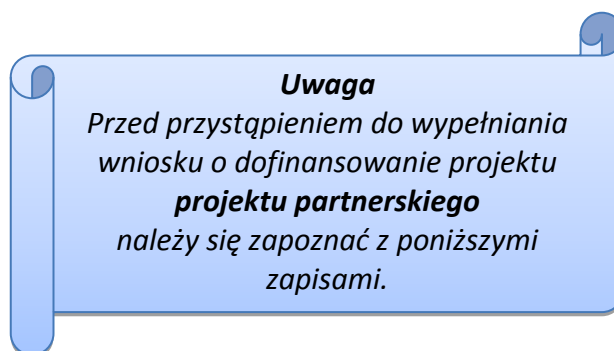 Uwaga
Przed przystąpieniem do wypełniania
wniosku o dofinansowanie projektu
projektu partnerskiego
należy się zapoznać z poniższymi
zapisami.